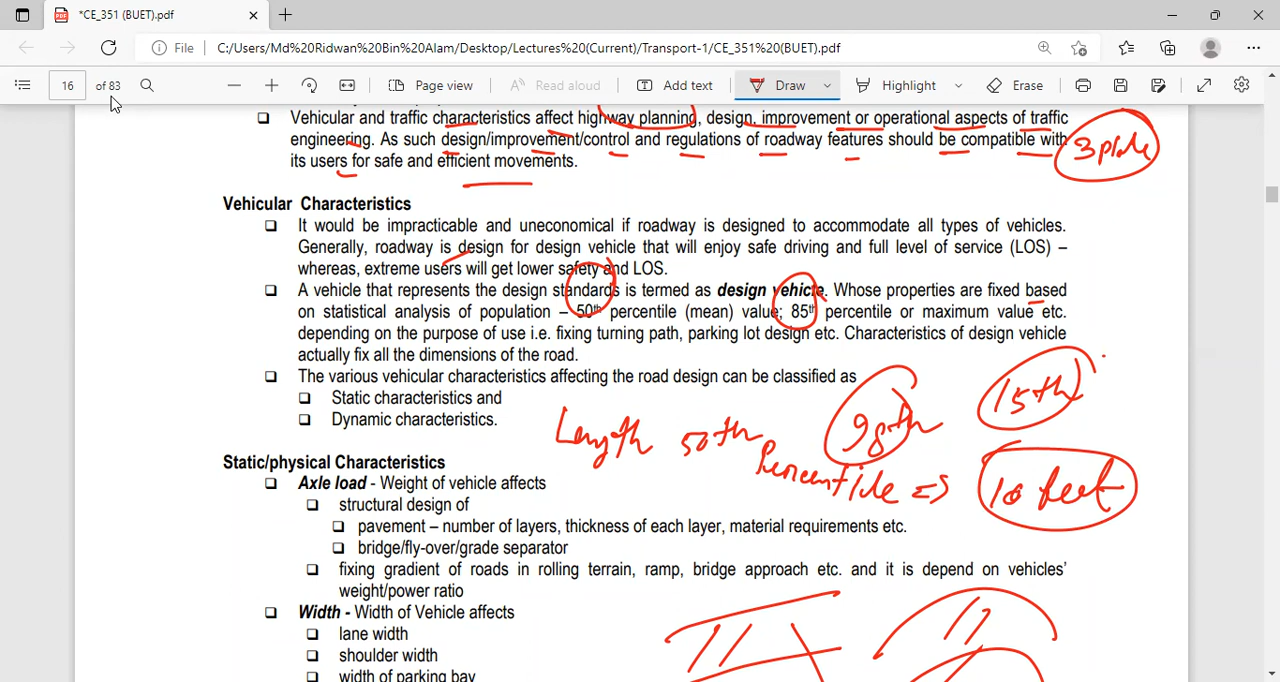 *CE_351 (BUET).pdf
File C:/Users/Md%20Ridwan%20Bin%20Alam/Desktop/Lectures%20(Current)/Transport-1/CE_351%20(BUET).pdf
16 of 83 Page view Read aloud Add text Draw Highlight Erase
Vehicular and traffic characteristics affect highway planning, design, improvement or operational aspects of traffic
engineering. As such design/improvement/control and regulations of roadway features should be compatible with
its users for safe and efficient movements.
Vehicular Characteristics
It would be impracticable and uneconomical if roadway is designed to accommodate all types of vehicles.
Generally, roadway is design for design vehicle that will enjoy safe driving and full level of service (LOS) –
whereas, extreme users will get lower safety and LOS.
A vehicle that represents the design standards is termed as design vehicle. Whose properties are fixed based
on statistical analysis of population – 50th percentile (mean) value; 85th percentile or maximum value etc.
depending on the purpose of use i.e. fixing turning path, parking lot design etc. Characteristics of design vehicle
actually fix all the dimensions of the road.
The various vehicular characteristics affecting the road design can be classified as
Static characteristics and
Dynamic characteristics.
15th
98th
Length 50th
Percentile => 10 feet
Static/physical Characteristics
Axle load - Weight of vehicle affects
structural design of
pavement – number of layers, thickness of each layer, material requirements etc.
bridge/fly-over/grade separator
fixing gradient of roads in rolling terrain, ramp, bridge approach etc. and it is depend on vehicles’
weight/power ratio
Width - Width of Vehicle affects
lane width
shoulder width
width of parking bay